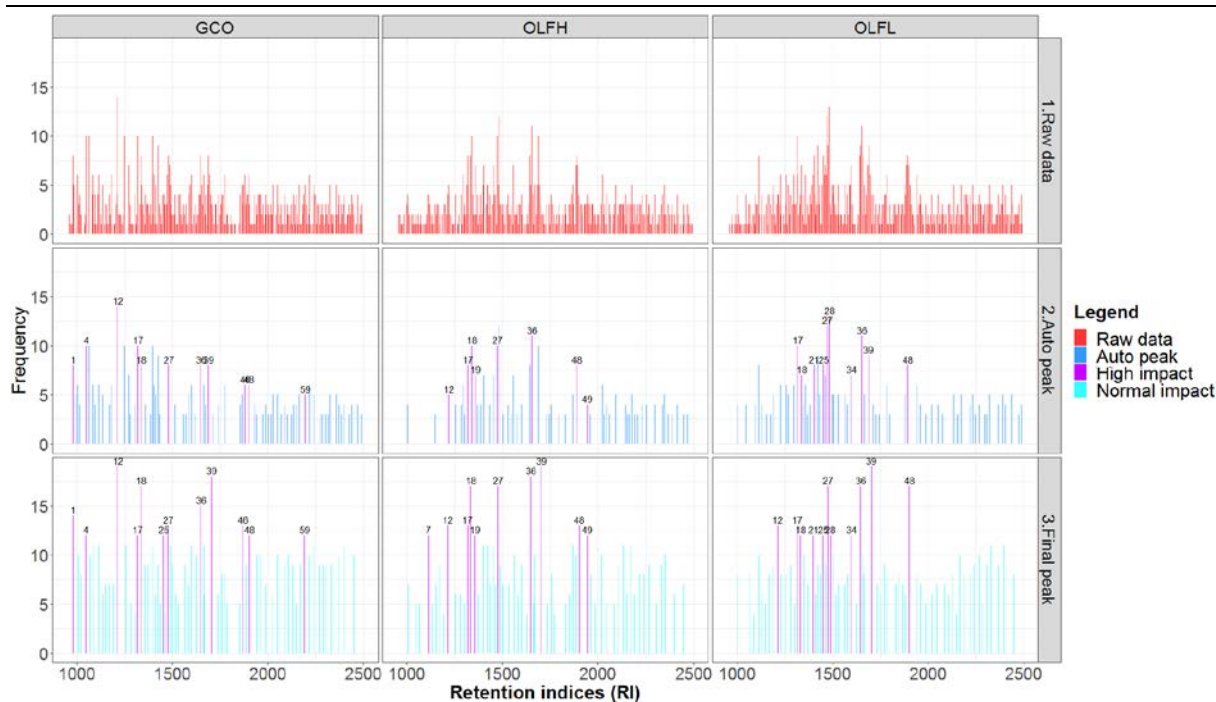 GCO OLFH OLFL
15
10
5
0
1.Raw data
Frequency
15
10
5
0
1 4 12 17 18 27 36 39 48 59
12 17 18 19 27 36 48 49
17 18 21 25 27 28 34 36 39 48
2.Auto peak
15
10
5
0
1 4 12 17 18 25 27 36 39 46 48 59
7 12 17 18 19 27 36 39 48 49
12 17 18 21 25 27 28 34 36 39 48
3.Final peak
1000 1500 2000 2500 1000 1500 2000 2500 1000 1500 2000 2500
Retention indices (RI)
Legend
Raw data
Auto peak
High impact
Normal impact